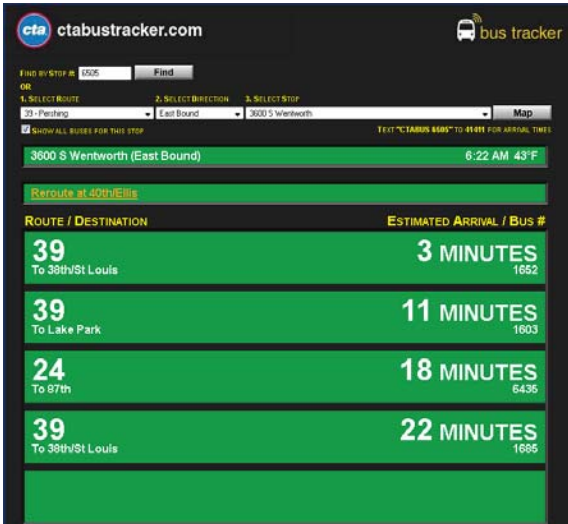 cta ctabustracker.com
bus tracker
FIND BY STOP #: 6505 Find
OR
1. SELECT ROUTE 2. SELECT DIRECTION 3. SELECT STOP
39 - Pershing East Bound 3600 S Wentworth Map
SHOW ALL BUSES FOR THIS STOP TEXT "CTABUS 6505" TO 41411 FOR ARRIVAL TIMES
3600 S Wentworth (East Bound) 6:22 AM 43°F
Reroute at 40th/Ellis
ROUTE / DESTINATION ESTIMATED ARRIVAL / BUS #
39 3 MINUTES
To 38th/St Louis 1652
39 11 MINUTES
To Lake Park 1603
24 18 MINUTES
To 87th 6435
39 22 MINUTES
To 38th/St Louis 1685